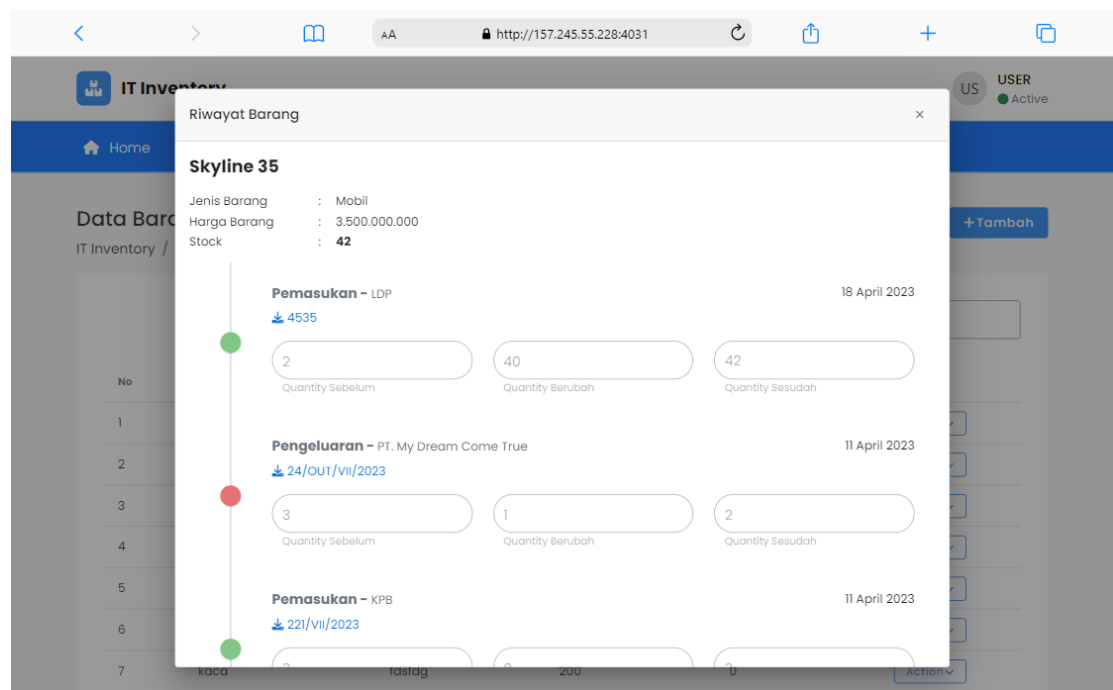 AA http://157.245.55.228:4031
IT Inventory
US USER
Active
Home
Riwayat Barang ×
Skyline 35
Jenis Barang : Mobil
Harga Barang : 3.500.000.000
Stock : 42
Data Bara
+Tambah
IT Inventory /
Pemasukan - LDP 18 April 2023
4535
2 40 42
Quantity Sebelum Quantity Berubah Quantity Sesudah
No
1
Pengeluaran - PT. My Dream Come True 11 April 2023
2
24/OUT/VII/2023
3
3 1 2
Quantity Sebelum Quantity Berubah Quantity Sesudah
4
5
Pemasukan - KPB 11 April 2023
221/VII/2023
6
7 kaca fdsfdg 200 0 Action